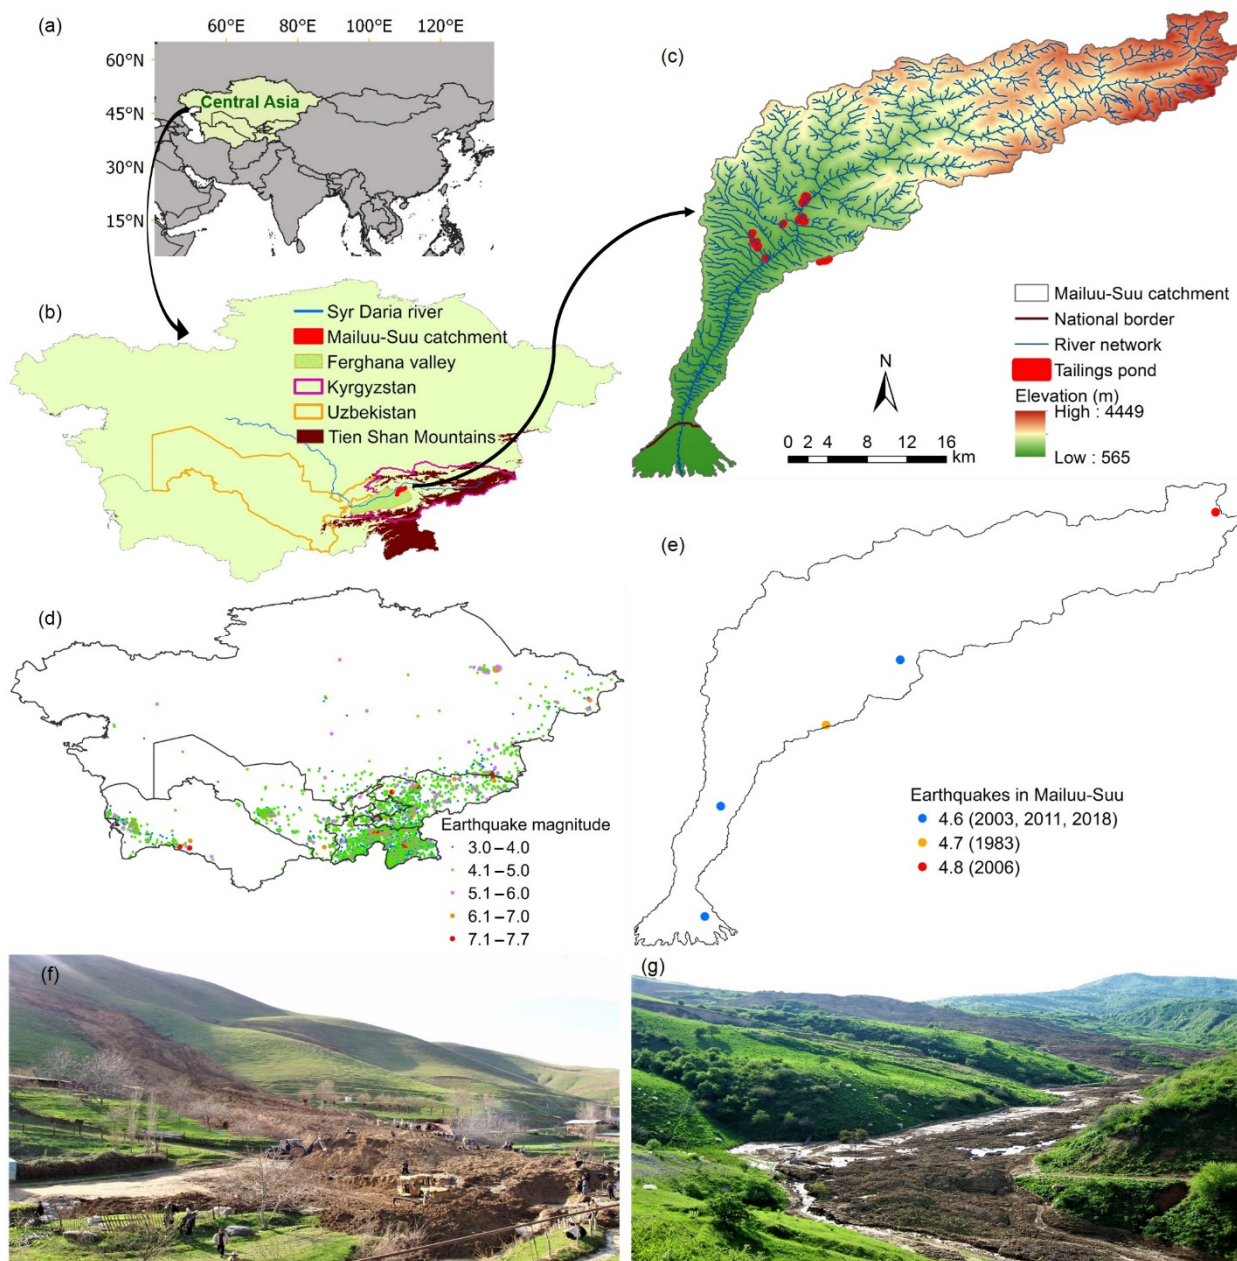 (a)
60°E 80°E 100°E 120°E
60°N
45°N
30°N
15°N
Central Asia
(b)
Syr Daria river
Mailuu-Suu catchment
Ferghana valley
Kyrgyzstan
Uzbekistan
Tien Shan Mountains
(c)
Mailuu-Suu catchment
National border
River network
Tailings pond
Elevation (m)
High : 4449
Low : 565
N
0 2 4 8 12 16
km
(d)
Earthquake magnitude
3.0–4.0
4.1–5.0
5.1–6.0
6.1–7.0
7.1–7.7
(e)
Earthquakes in Mailuu-Suu
4.6 (2003, 2011, 2018)
4.7 (1983)
4.8 (2006)
(f)
(g)